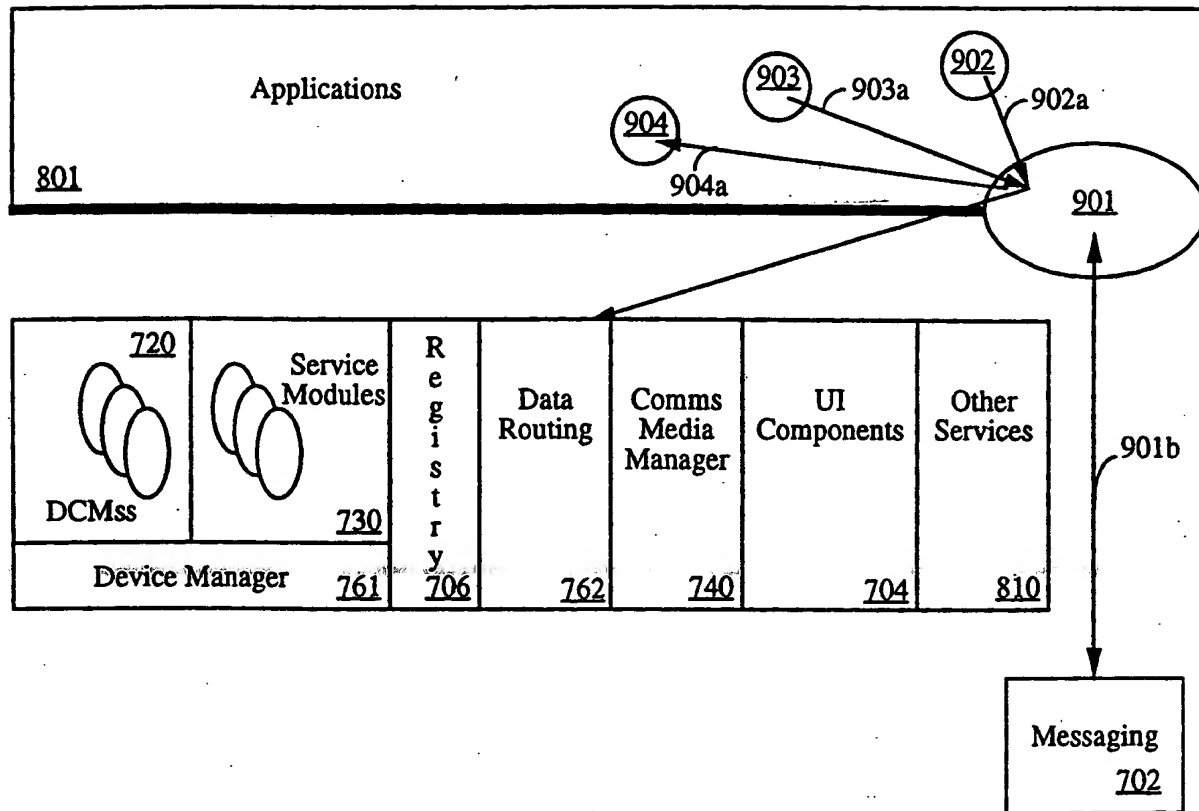 Applications
801
904
904a
903
903a
902
902a
901
901b
720
DCMss
Service
Modules
730
Device Manager
761
Registry
706
Data
Routing
762
Comms
Media
Manager
740
UI
Components
704
Other
Services
810
Messaging
702